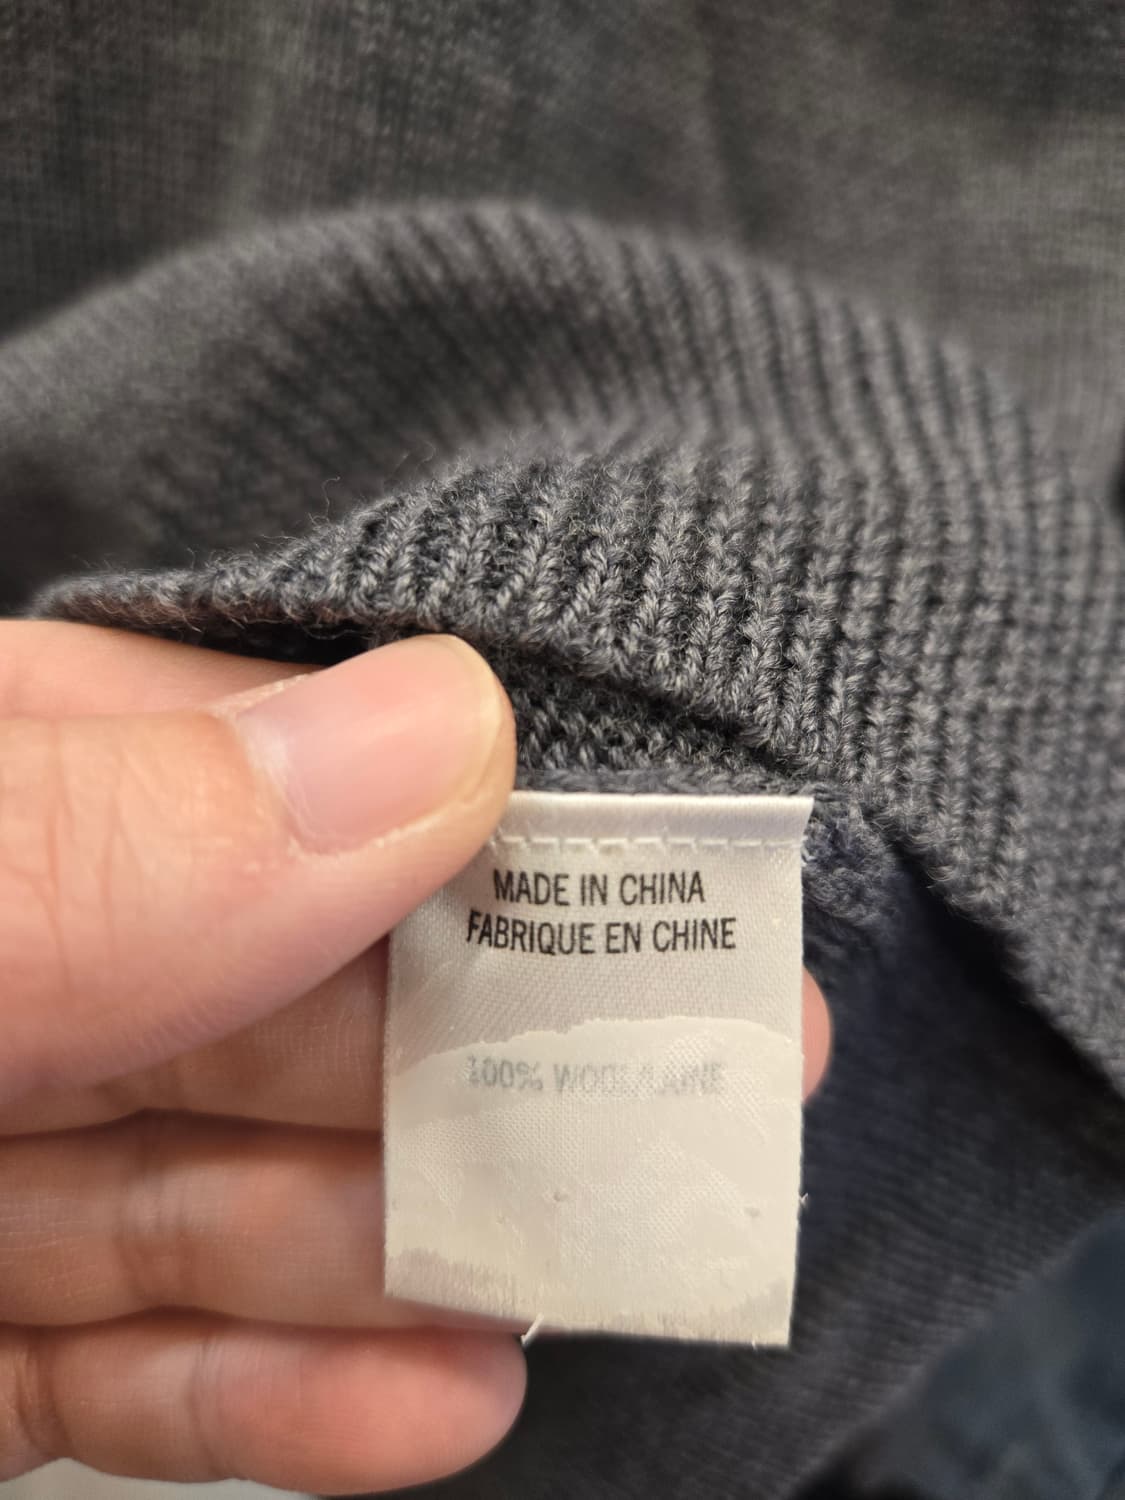 MADE IN CHINA
FABRIQUE EN CHINE
100% WOOL/LAINE